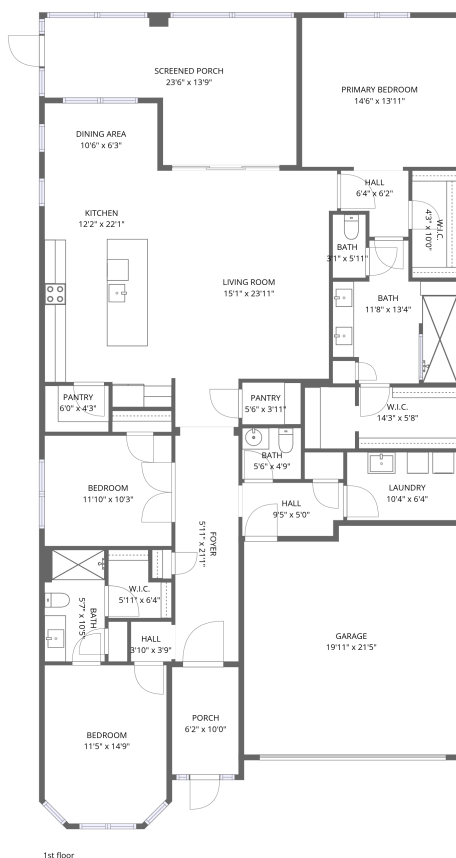 SCREENED PORCH
23'6" x 13'9"
PRIMARY BEDROOM
14'6" x 13'11"
DINING AREA
10'6" x 6'3"
HALL
6'4" x 6'2"
W.I.C.
4'3" x 10'0"
KITCHEN
12'2" x 22'1"
BATH
3'1" x 5'11"
LIVING ROOM
15'1" x 23'11"
BATH
11'8" x 13'4"
PANTRY
6'0" x 4'3"
PANTRY
5'6" x 3'11"
W.I.C.
14'3" x 5'8"
BATH
5'6" x 4'9"
BEDROOM
11'10" x 10'3"
LAUNDRY
10'4" x 6'4"
HALL
9'5" x 5'0"
FOYER
5'11" x 21'1"
W.I.C.
5'11" x 6'4"
BATH
5'7" x 10'5"
HALL
3'10" x 3'9"
GARAGE
19'11" x 21'5"
PORCH
6'2" x 10'0"
BEDROOM
11'5" x 14'9"
1st floor